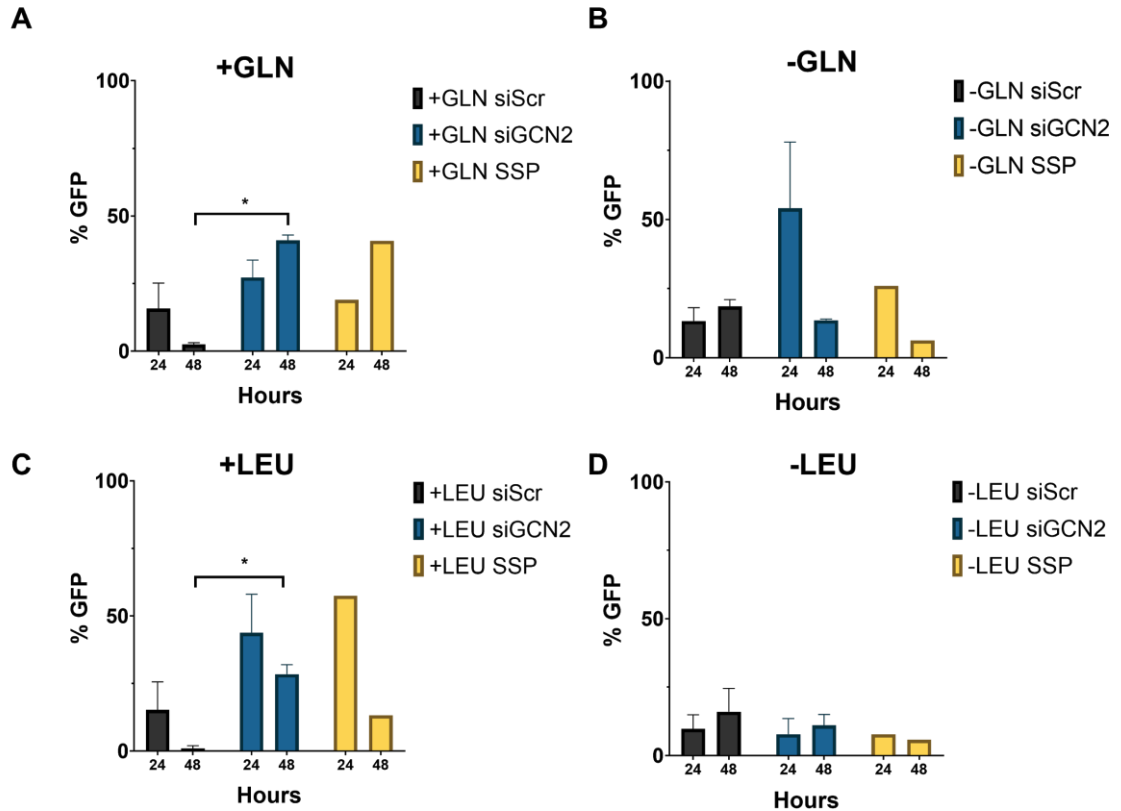 A
+GLN
100
50
0
% GFP
*
24 48 24 48 24 48
Hours
+GLN siScr
+GLN siGCN2
+GLN SSP
B
-GLN
100
50
0
% GFP
24 48 24 48 24 48
Hours
-GLN siScr
-GLN siGCN2
-GLN SSP
C
+LEU
100
50
0
% GFP
*
24 48 24 48 24 48
Hours
+LEU siScr
+LEU siGCN2
+LEU SSP
D
-LEU
100
50
0
% GFP
24 48 24 48 24 48
Hours
-LEU siScr
-LEU siGCN2
-LEU SSP